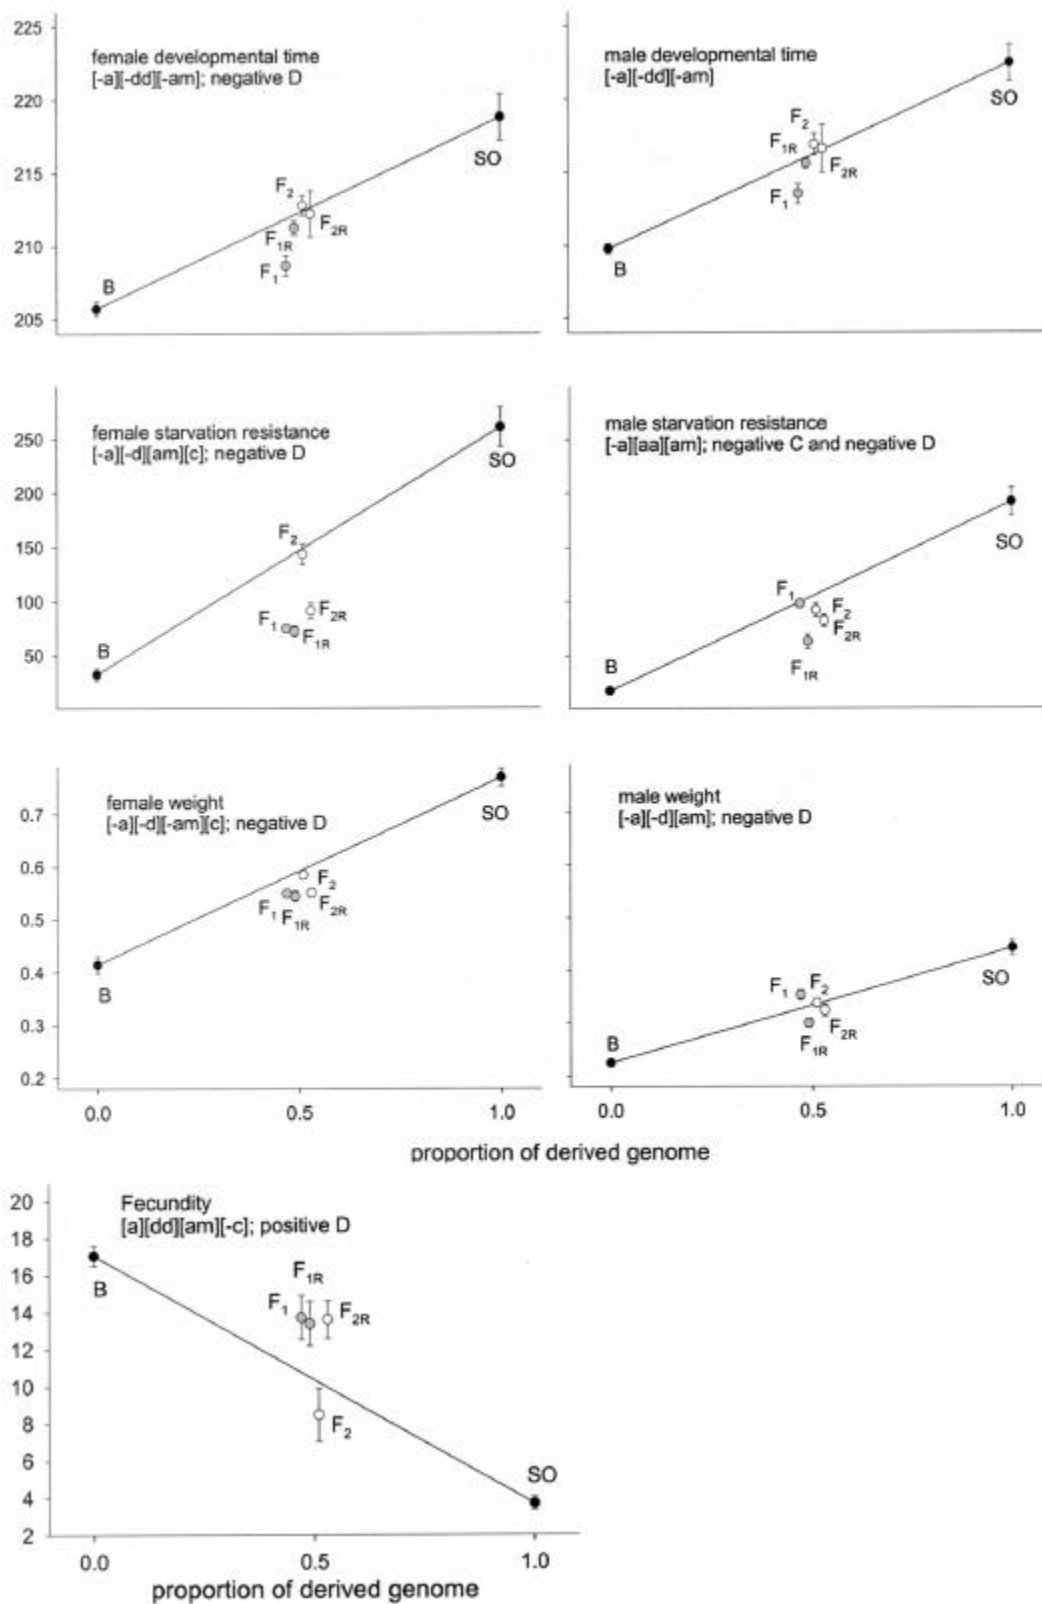 female developmental time
[-a][-dd][-am]; negative D
225
220
215
210
205
B
F2
F1R
F2R
F1
SO
male developmental time
[-a][-dd][-am]
B
F2
F1R
F2R
F1
SO
female starvation resistance
[-a][-d][am][c]; negative D
250
200
150
100
50
B
F2
F2R
F1
F1R
SO
male starvation resistance
[-a][aa][am]; negative C and negative D
B
F1
F2
F2R
F1R
SO
female weight
[-a][-d][-am][c]; negative D
0.7
0.6
0.5
0.4
0.3
0.2
B
F2
F1
F1R
F2R
SO
0.0 0.5 1.0
male weight
[-a][-d][am]; negative D
B
F1
F2
F2R
F1R
SO
0.0 0.5 1.0
proportion of derived genome
Fecundity
[a][dd][am][-c]; positive D
20
18
16
14
12
10
8
6
4
2
B
F1R
F1
F2R
F2
SO
0.0 0.5 1.0
proportion of derived genome